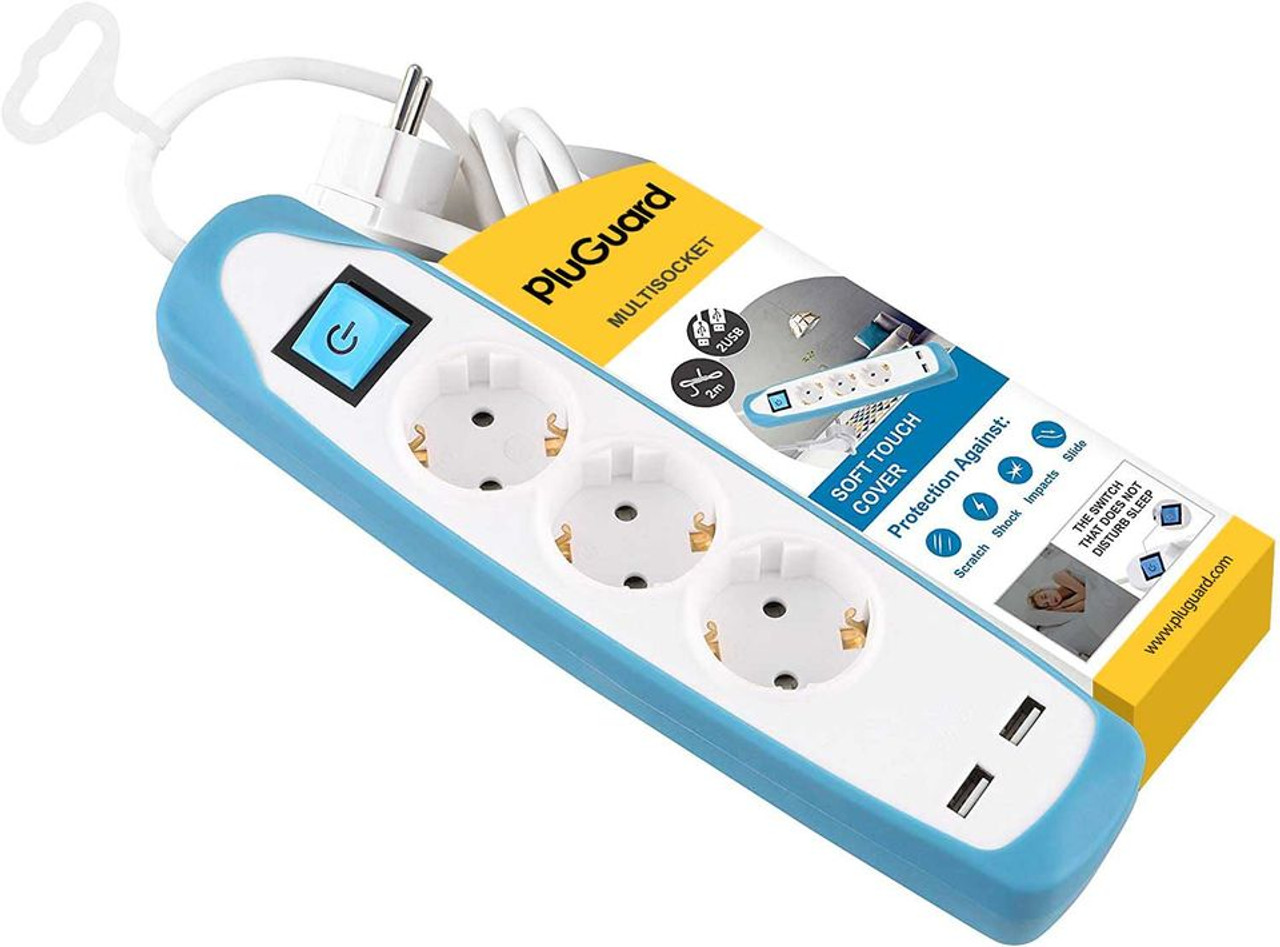 pluGuard
MULTISOCKET
2USB
2m
SOFT TOUCH
COVER
Protection Against:
Scratch
Shock
Impacts
Slide
THE SWITCH
THAT DOES NOT
DISTURB SLEEP
www.pluguard.com